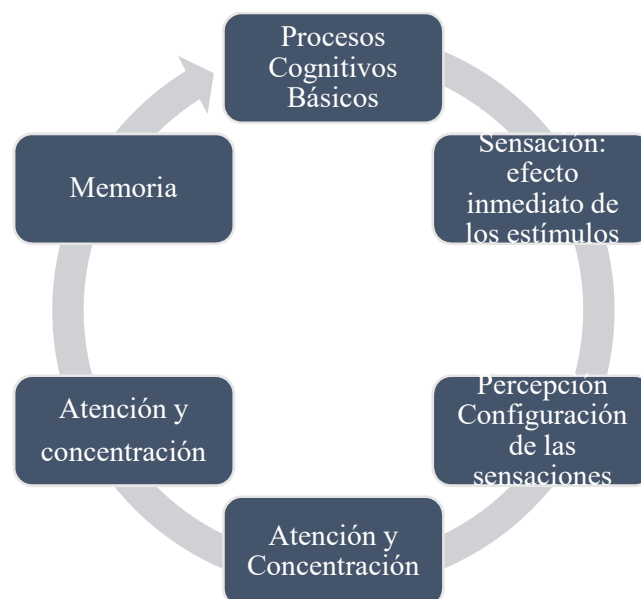 Procesos
Cognitivos
Básicos
Sensación:
efecto
inmediato de
los estímulos
Percepción
Configuración
de las
sensaciones
Atención y
Concentración
Atención y
concentración
Memoria